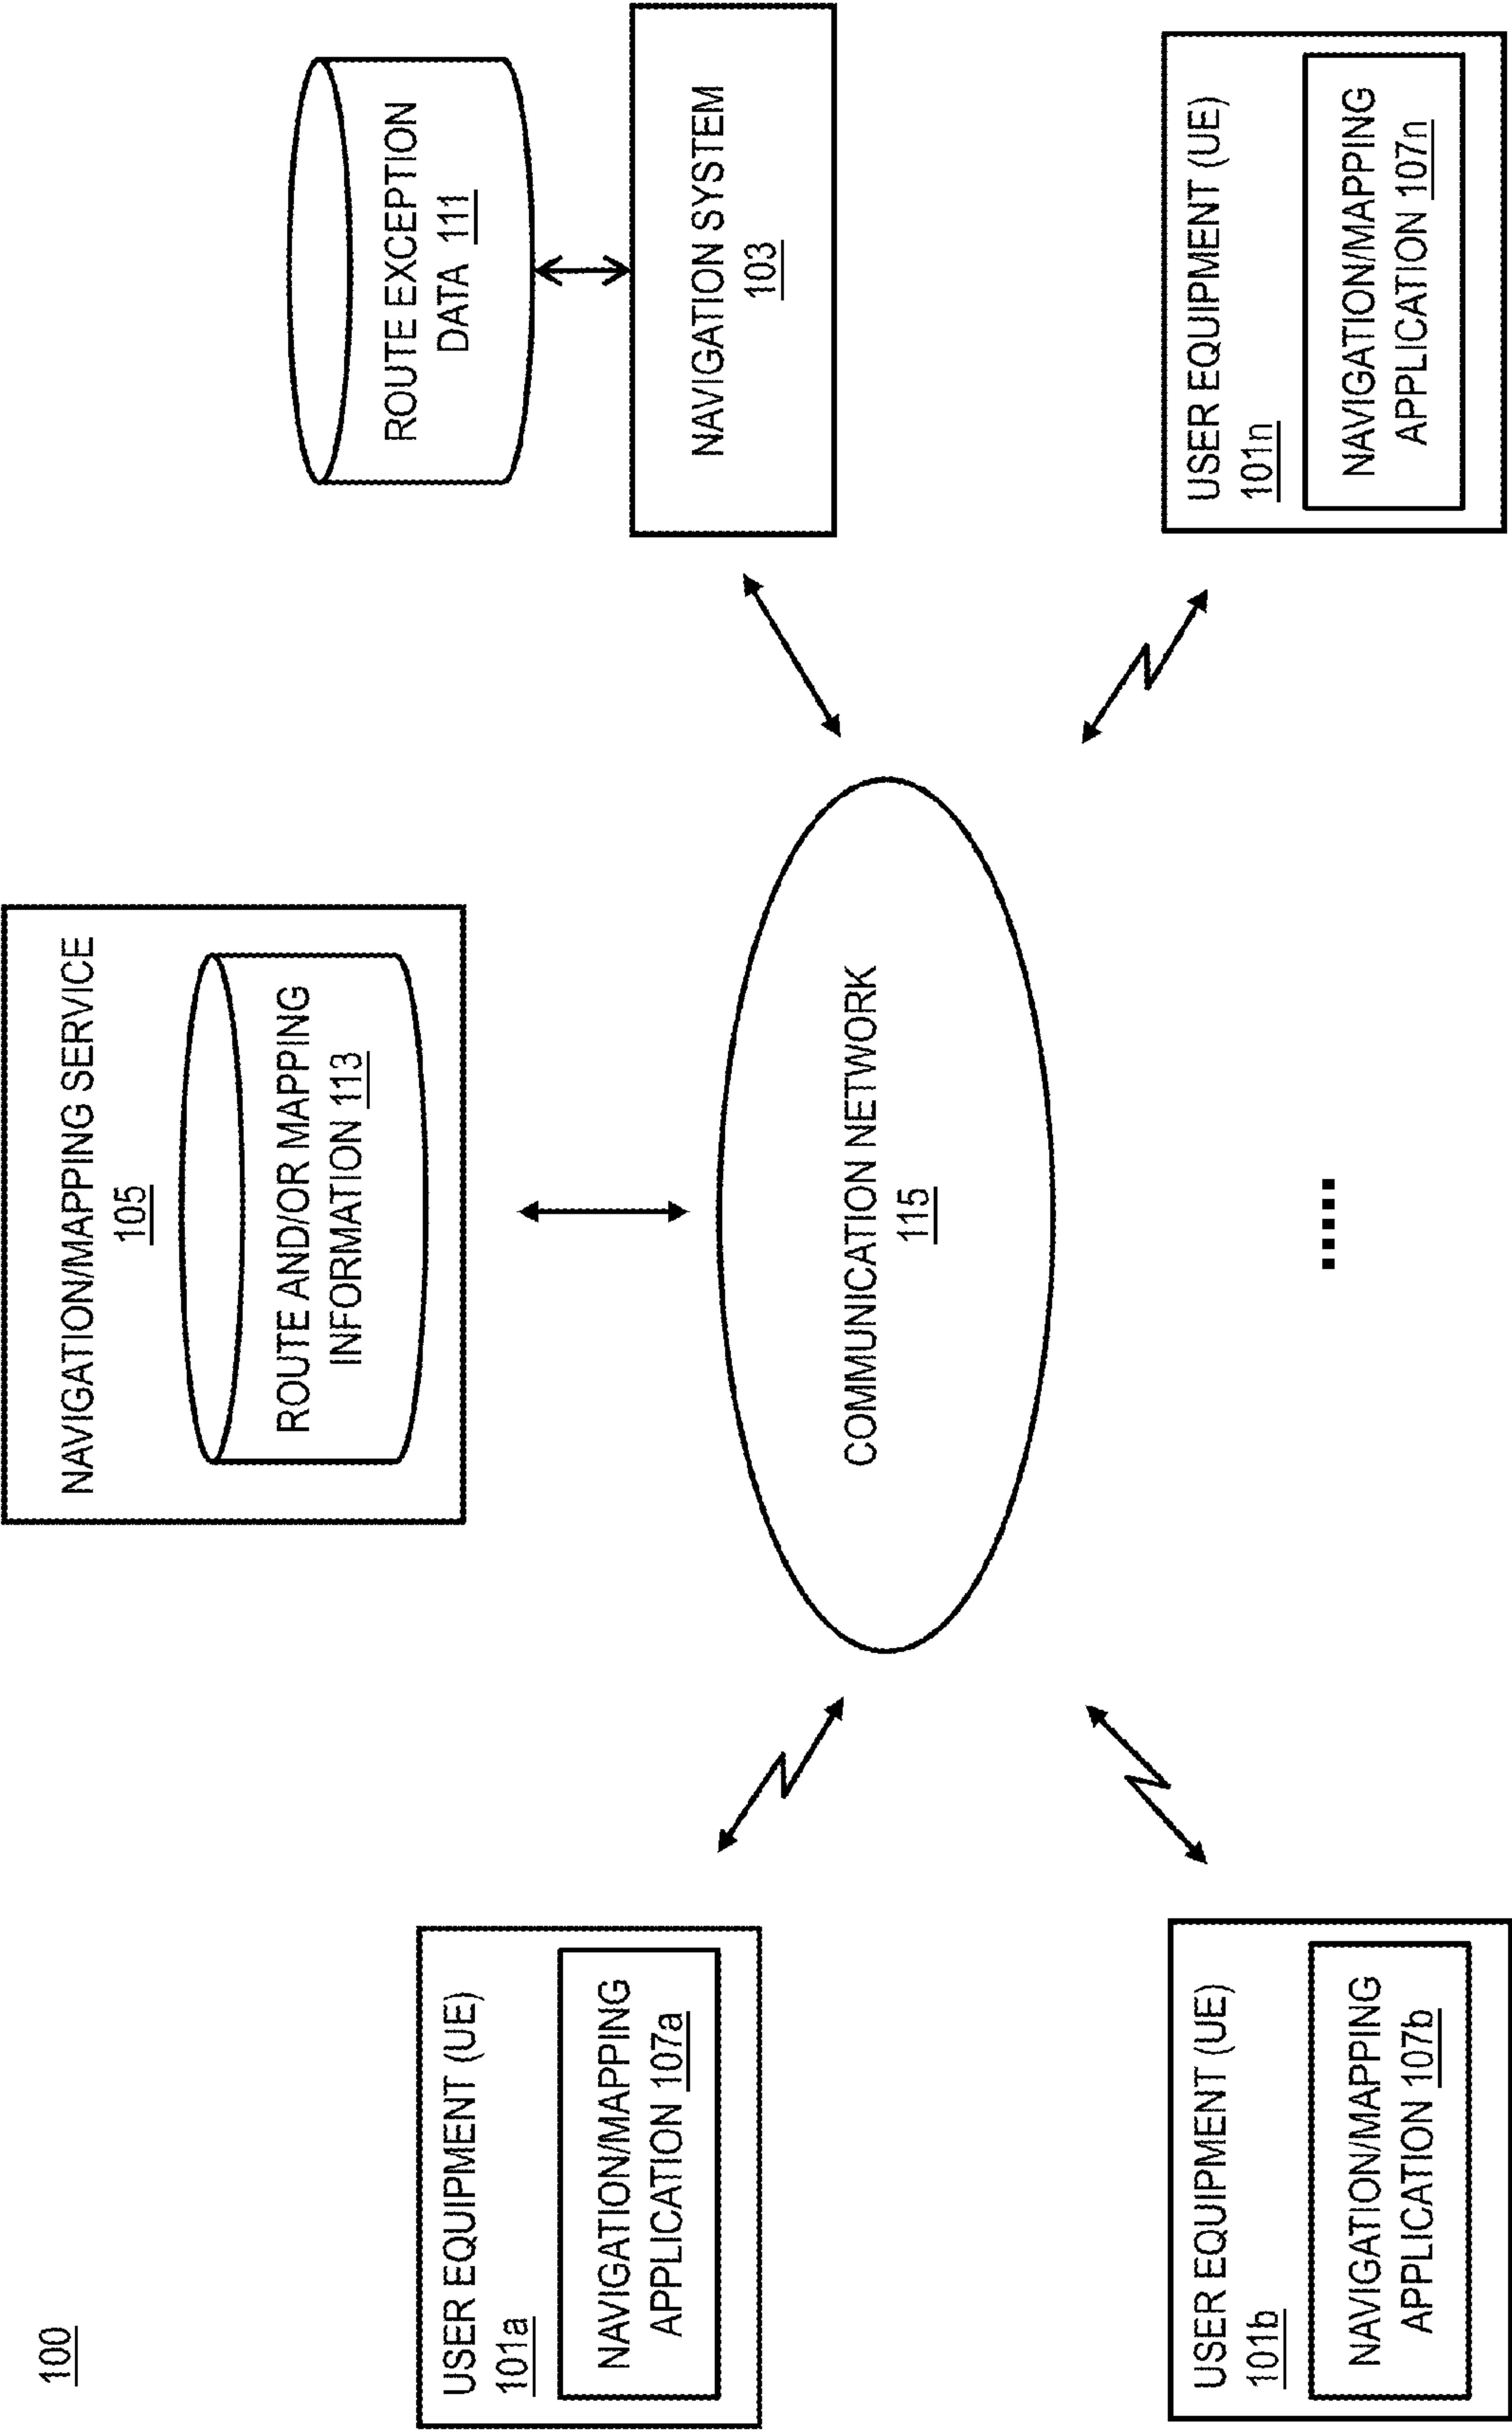 100
NAVIGATION/MAPPING SERVICE
105
ROUTE AND/OR MAPPING
INFORMATION 113
ROUTE EXCEPTION
DATA 111
NAVIGATION SYSTEM
103
USER EQUIPMENT (UE)
101a
NAVIGATION/MAPPING
APPLICATION 107a
COMMUNICATION NETWORK
115
USER EQUIPMENT (UE)
101b
NAVIGATION/MAPPING
APPLICATION 107b
USER EQUIPMENT (UE)
101n
NAVIGATION/MAPPING
APPLICATION 107n